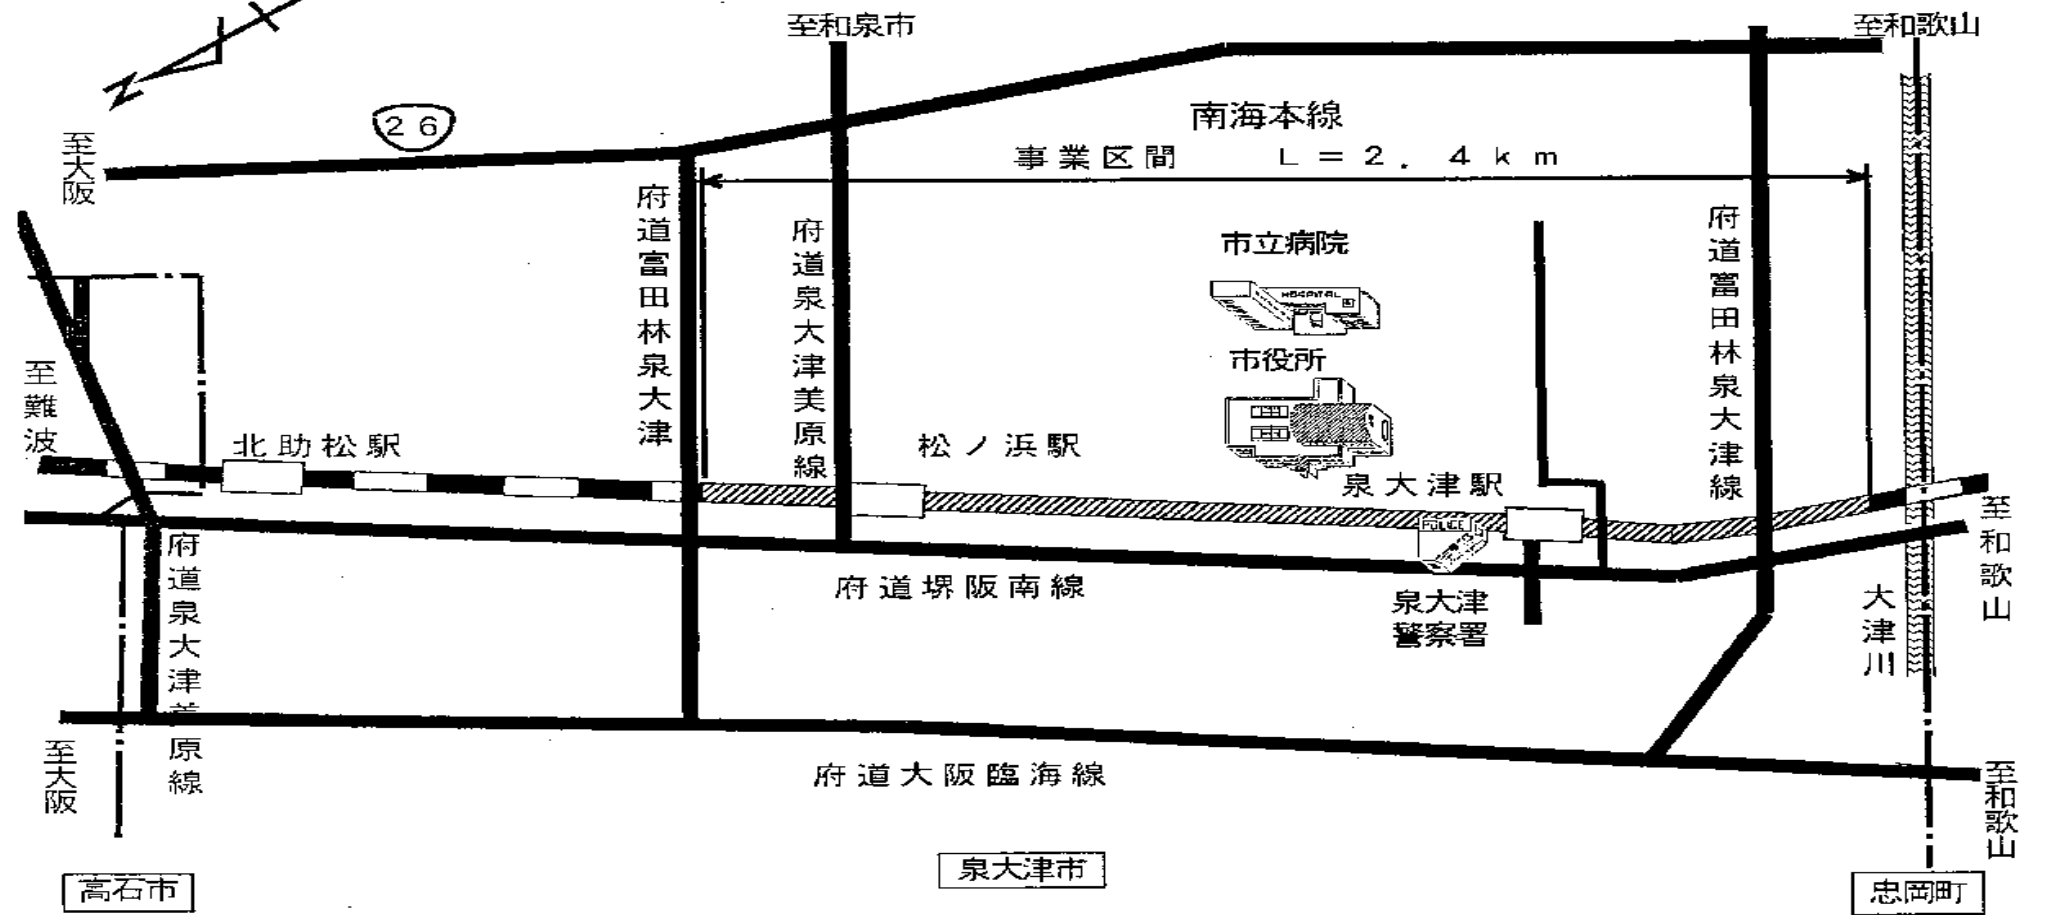 至和泉市
至和歌山
26
至大阪
南海本線
事業区間 L=2.4km
府道富田林泉大津
府道泉大津美原線
市立病院
HOSPITAL
府道富田林泉大津線
市役所
至難波
北助松駅
松ノ浜駅
泉大津駅
POLICE
至和歌山
府道泉大津美原線
府道堺阪南線
泉大津
警察署
大津川
至大阪
府道大阪臨海線
至和歌山
高石市
泉大津市
忠岡町